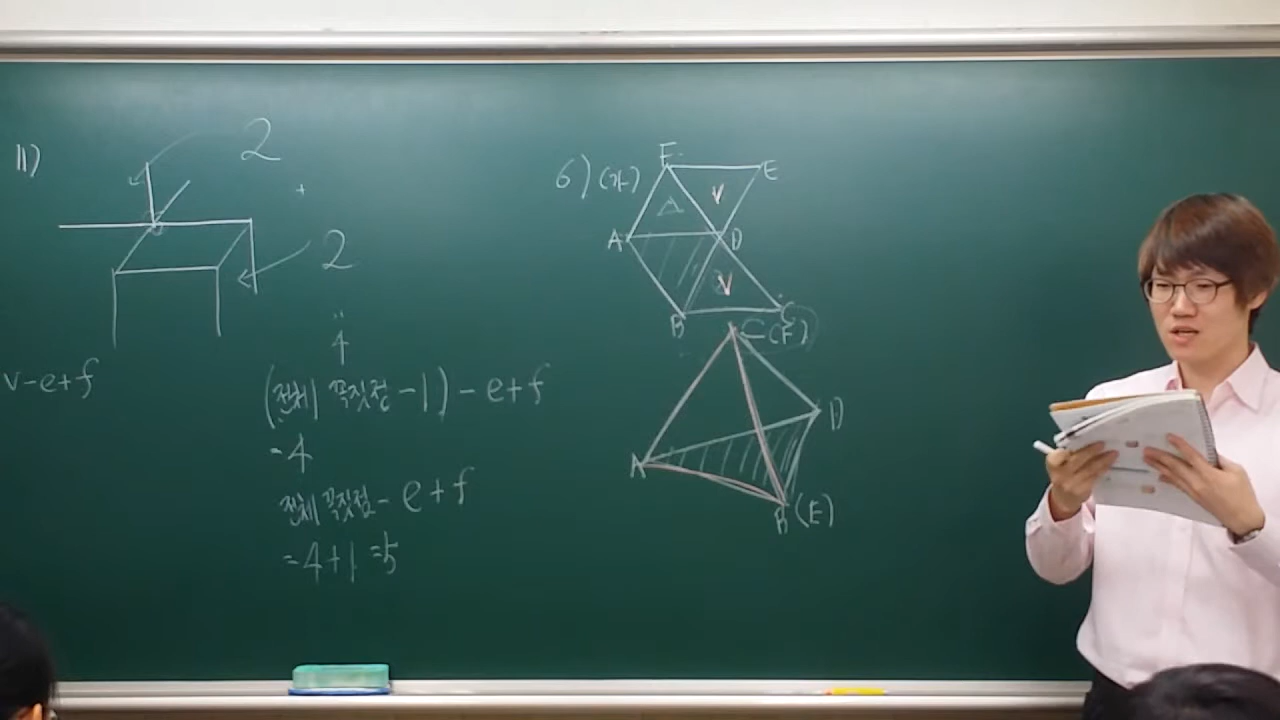 11)
2
2
4
v-e+f
(전체 꼭짓점 -1) - e+f
=4
전체 꼭짓점 - e+f
=4+1 =5
6) (가)
F E
A D
B C
C(F)
D
A
B(E)